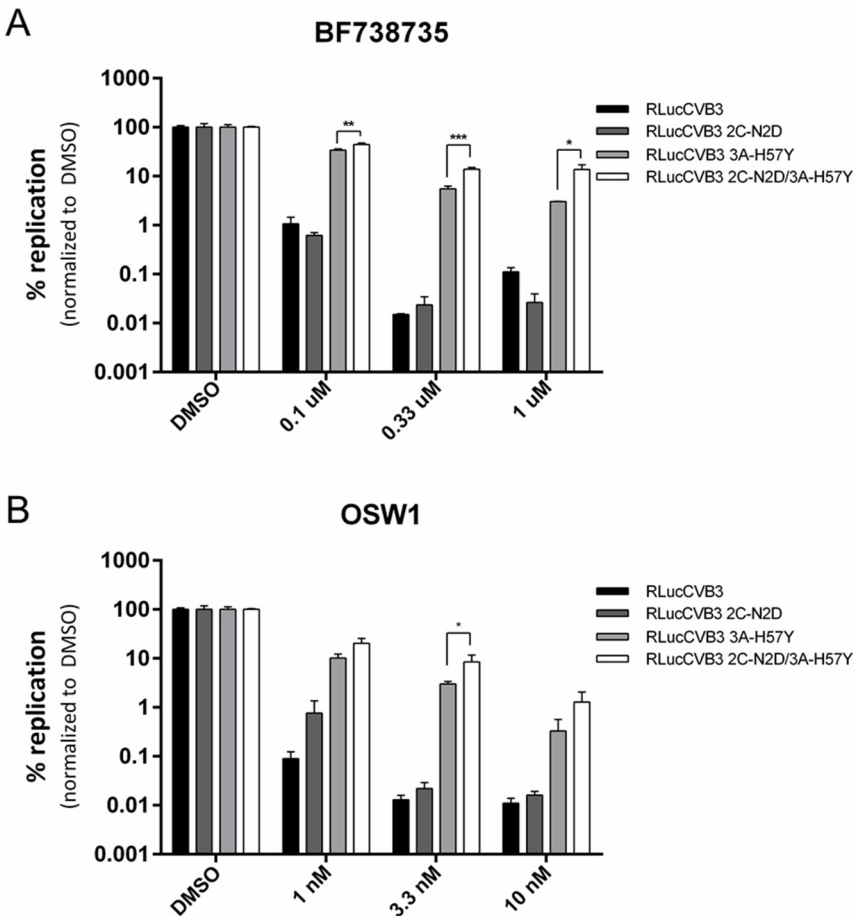 A
BF738735
% replication
(normalized to DMSO)
1000
100
10
1
0.1
0.01
0.001
**
***
*
DMSO
0.1 uM
0.33 uM
1 uM
RLucCVB3
RLucCVB3 2C-N2D
RLucCVB3 3A-H57Y
RLucCVB3 2C-N2D/3A-H57Y
B
OSW1
% replication
(normalized to DMSO)
1000
100
10
1
0.1
0.01
0.001
*
DMSO
1 nM
3.3 nM
10 nM
RLucCVB3
RLucCVB3 2C-N2D
RLucCVB3 3A-H57Y
RLucCVB3 2C-N2D/3A-H57Y